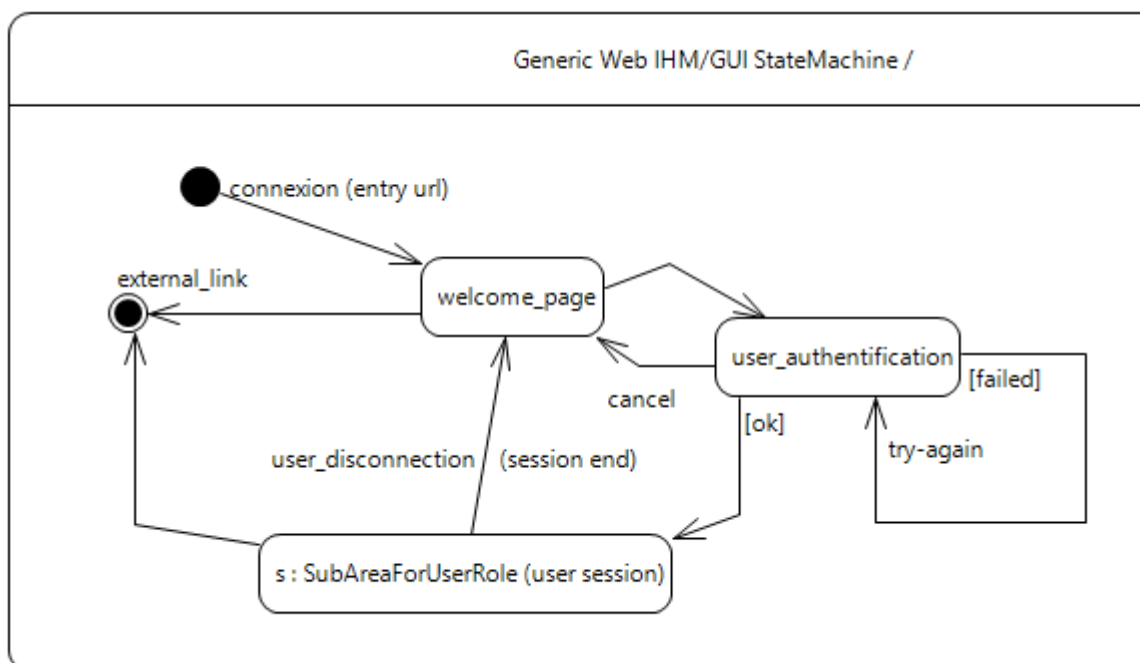 Generic Web IHM/GUI StateMachine /
connexion (entry url)
external_link
welcome_page
user_authentification
[failed]
cancel
[ok]
try-again
user_disconnection
(session end)
s : SubAreaForUserRole (user session)